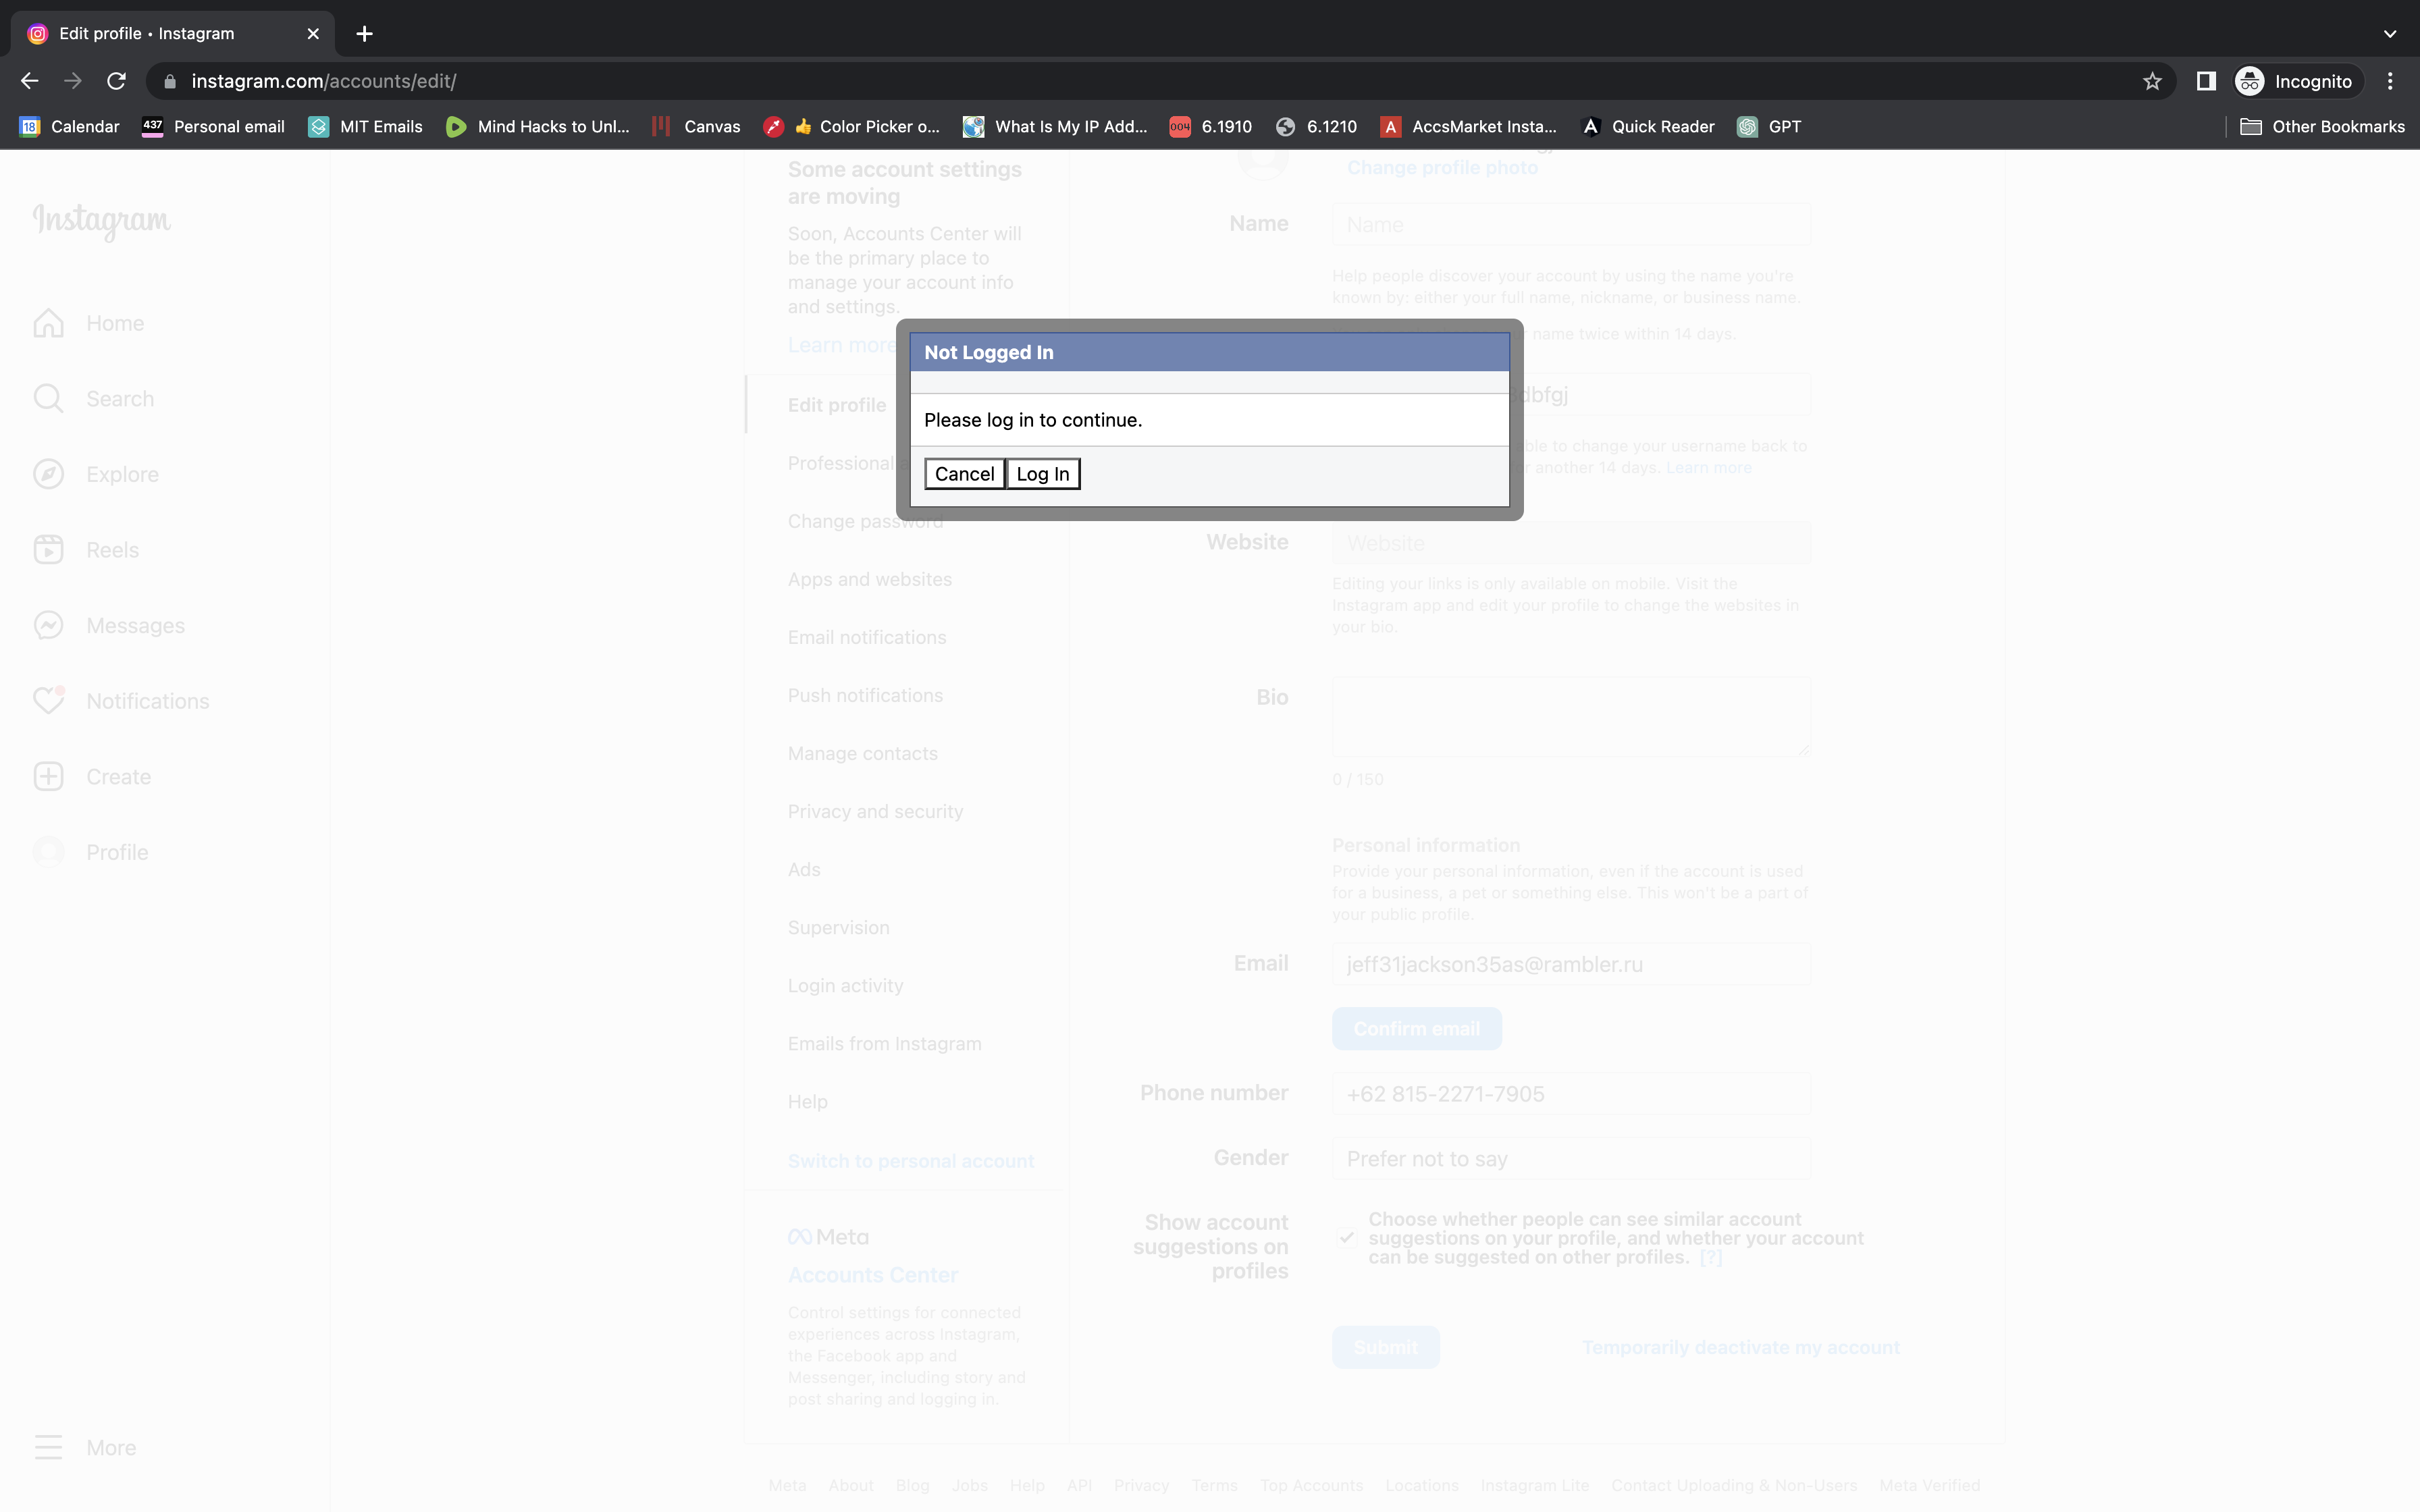 Edit profile • Instagram
instagram.com/accounts/edit/
Incognito
Calendar
437
Personal email
MIT Emails
Mind Hacks to Unl...
Canvas
👍 Color Picker o...
What Is My IP Add...
004
6.1910
6.1210
A
AccsMarket Insta...
Quick Reader
GPT
Other Bookmarks
18
Instagram
Home
Search
Explore
Reels
Messages
Notifications
Create
Profile
More
Some account settings
are moving
Soon, Accounts Center will
be the primary place to
manage your account info
and settings.
Learn more
Edit profile
Professional
Change password
Apps and websites
Email notifications
Push notifications
Manage contacts
Privacy and security
Ads
Supervision
Login activity
Emails from Instagram
Help
Switch to personal account
Meta
Accounts Center
Control settings for connected
experiences across Instagram,
the Facebook app and
Messenger, including story and
post sharing and logging in.
Not Logged In
Please log in to continue.
Cancel Log In
Change profile photo
Name
Name
Help people discover your account by using the name you're
known by: either your full name, nickname, or business name.
name twice within 14 days.
dbfgj
able to change your username back to
another 14 days. Learn more
Website
Website
Editing your links is only available on mobile. Visit the
Instagram app and edit your profile to change the websites in
your bio.
Bio
0 / 150
Personal information
Provide your personal information, even if the account is used
for a business, a pet or something else. This won't be a part of
your public profile.
Email
jeff31jackson35as@rambler.ru
Confirm email
Phone number
+62 815-2271-7905
Gender
Prefer not to say
Show account
suggestions on
profiles
Choose whether people can see similar account
suggestions on your profile, and whether your account
can be suggested on other profiles. [?]
Submit
Temporarily deactivate my account
Meta About Blog Jobs Help API Privacy Terms Top Accounts Locations Instagram Lite Contact Uploading & Non-Users Meta Verified